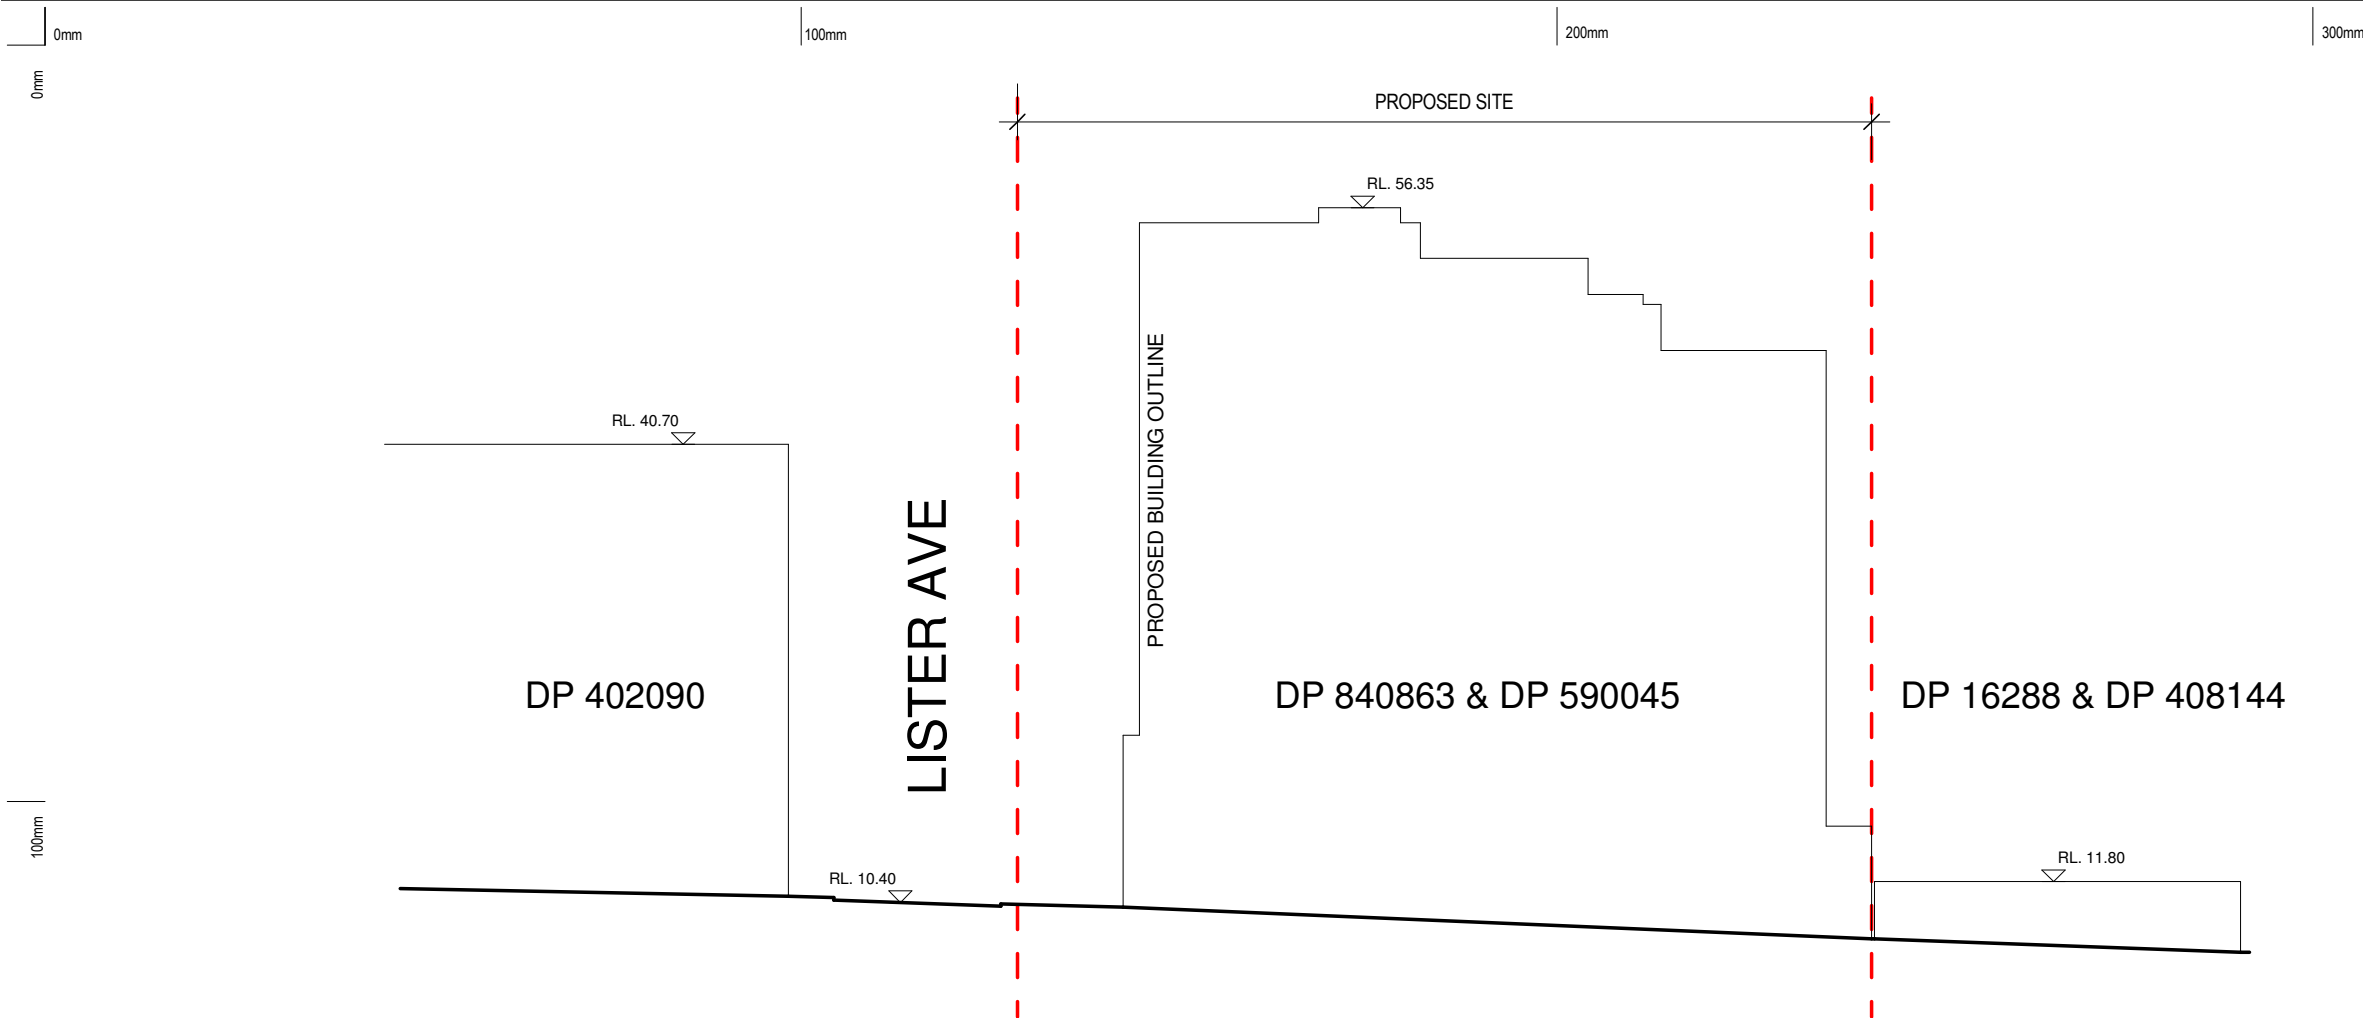 0mm
100mm
200mm
300mm
0mm
PROPOSED SITE
RL. 56.35
PROPOSED BUILDING OUTLINE
RL. 40.70
LISTER AVE
DP 402090
DP 840863 & DP 590045
DP 16288 & DP 408144
100mm
RL. 10.40
RL. 11.80